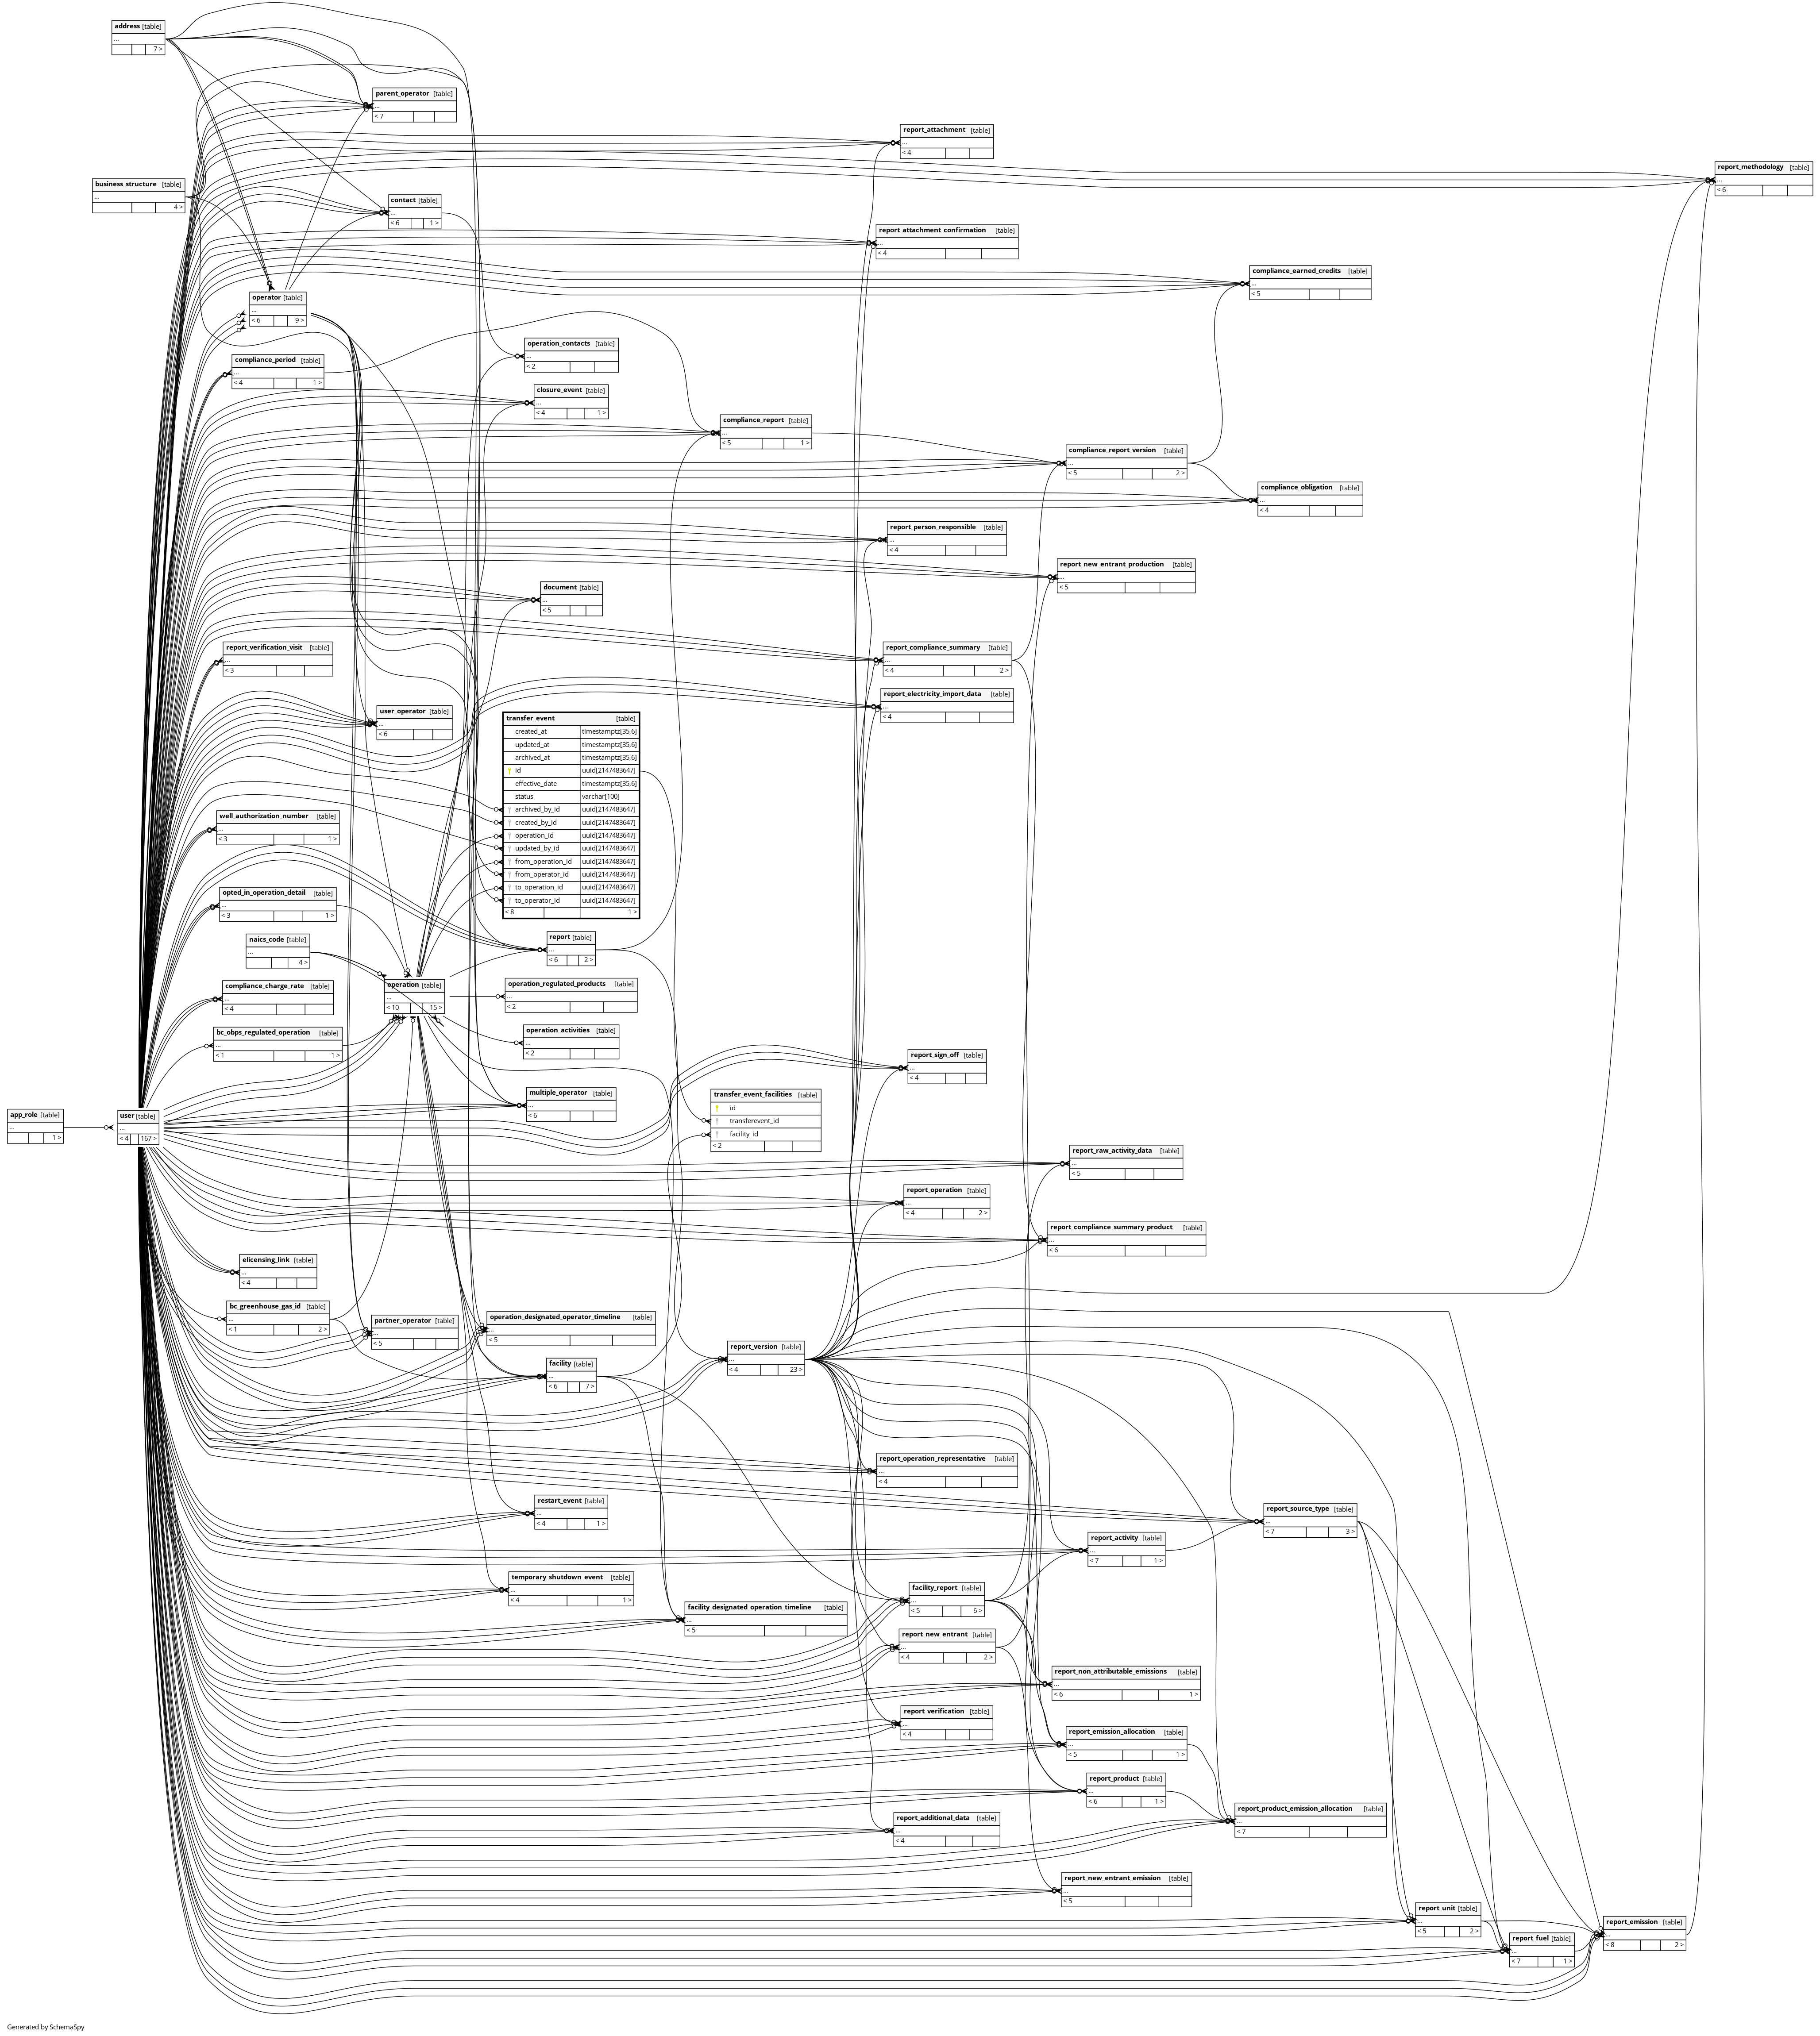 address [table]
...
7 >
parent_operator [table]
...
< 7
report_attachment [table]
...
< 4
report_methodology [table]
...
< 6
business_structure [table]
...
4 >
contact [table]
...
< 6 1 >
report_attachment_confirmation [table]
...
< 4
compliance_earned_credits [table]
...
< 5
operator [table]
...
< 6 9 >
operation_contacts [table]
...
< 2
compliance_period [table]
...
< 4 1 >
closure_event [table]
...
< 4 1 >
compliance_report [table]
...
< 5 1 >
compliance_report_version [table]
...
< 5 2 >
compliance_obligation [table]
...
< 4
report_person_responsible [table]
...
< 4
report_new_entrant_production [table]
...
< 5
document [table]
...
< 5
report_verification_visit [table]
...
< 3
report_compliance_summary [table]
...
< 4 2 >
report_electricity_import_data [table]
...
< 4
user_operator [table]
...
< 6
transfer_event [table]
created_at timestamptz[35,6]
updated_at timestamptz[35,6]
archived_at timestamptz[35,6]
id uuid[2147483647]
effective_date timestamptz[35,6]
status varchar[100]
archived_by_id uuid[2147483647]
created_by_id uuid[2147483647]
operation_id uuid[2147483647]
updated_by_id uuid[2147483647]
from_operation_id uuid[2147483647]
from_operator_id uuid[2147483647]
to_operation_id uuid[2147483647]
to_operator_id uuid[2147483647]
< 8 1 >
well_authorization_number [table]
...
< 3 1 >
opted_in_operation_detail [table]
...
< 3 1 >
naics_code [table]
...
4 >
report [table]
...
< 6 2 >
operation [table]
...
< 10 15 >
compliance_charge_rate [table]
...
< 4
operation_regulated_products [table]
...
< 2
bc_obps_regulated_operation [table]
...
< 1 1 >
operation_activities [table]
...
< 2
report_sign_off [table]
...
< 4
multiple_operator [table]
...
< 6
transfer_event_facilities [table]
id
transferevent_id
facility_id
< 2
app_role [table]
...
1 >
user [table]
...
< 4 167 >
report_raw_activity_data [table]
...
< 5
report_operation [table]
...
< 4 2 >
report_compliance_summary_product [table]
...
< 6
elicensing_link [table]
...
< 4
bc_greenhouse_gas_id [table]
...
< 1 2 >
partner_operator [table]
...
< 5
operation_designated_operator_timeline [table]
...
< 5
report_version [table]
...
< 4 23 >
facility [table]
...
< 6 7 >
report_operation_representative [table]
...
< 4
restart_event [table]
...
< 4 1 >
report_source_type [table]
...
< 7 3 >
report_activity [table]
...
< 7 1 >
temporary_shutdown_event [table]
...
< 4 1 >
facility_report [table]
...
< 5 6 >
facility_designated_operation_timeline [table]
...
< 5
report_new_entrant [table]
...
< 4 2 >
report_non_attributable_emissions [table]
...
< 6 1 >
report_verification [table]
...
< 4
report_emission_allocation [table]
...
< 5 1 >
report_product [table]
...
< 6 1 >
report_product_emission_allocation [table]
...
< 7
report_additional_data [table]
...
< 4
report_new_entrant_emission [table]
...
< 5
report_unit [table]
...
< 5 2 >
report_emission [table]
...
< 8 2 >
report_fuel [table]
...
< 7 1 >
Generated by SchemaSpy